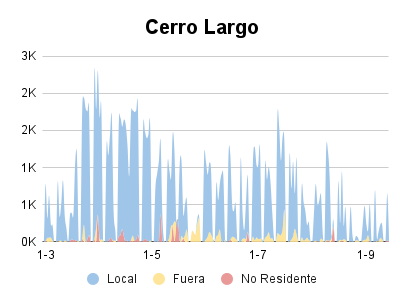 Cerro Largo
3K
2K
2K
1K
1K
0K
1-3 1-5 1-7 1-9
Local Fuera No Residente